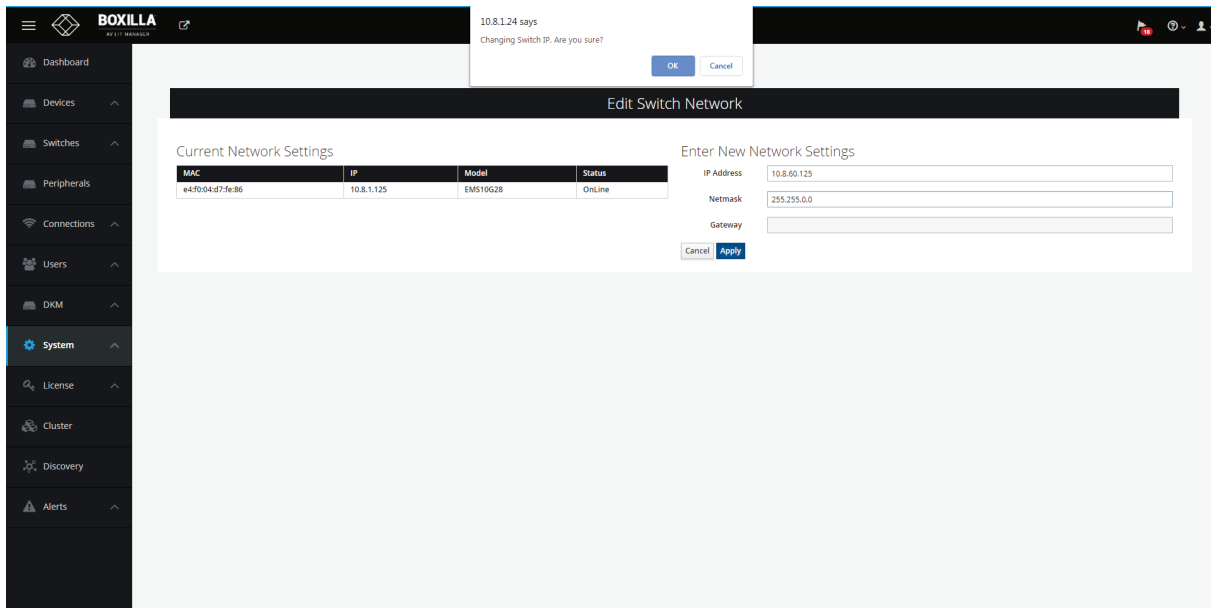 BOXILLA
AV | IT MANAGER
10.8.1.24 says
Changing Switch IP. Are you sure?
OK
Cancel
18
Dashboard
Devices
Switches
Peripherals
Connections
Users
DKM
System
License
Cluster
Discovery
Alerts
Edit Switch Network
Current Network Settings
MAC IP Model Status
e4:f0:04:d7:fe:86 10.8.1.125 EMS10G28 OnLine
Enter New Network Settings
IP Address 10.8.60.125
Netmask 255.255.0.0
Gateway
Cancel Apply